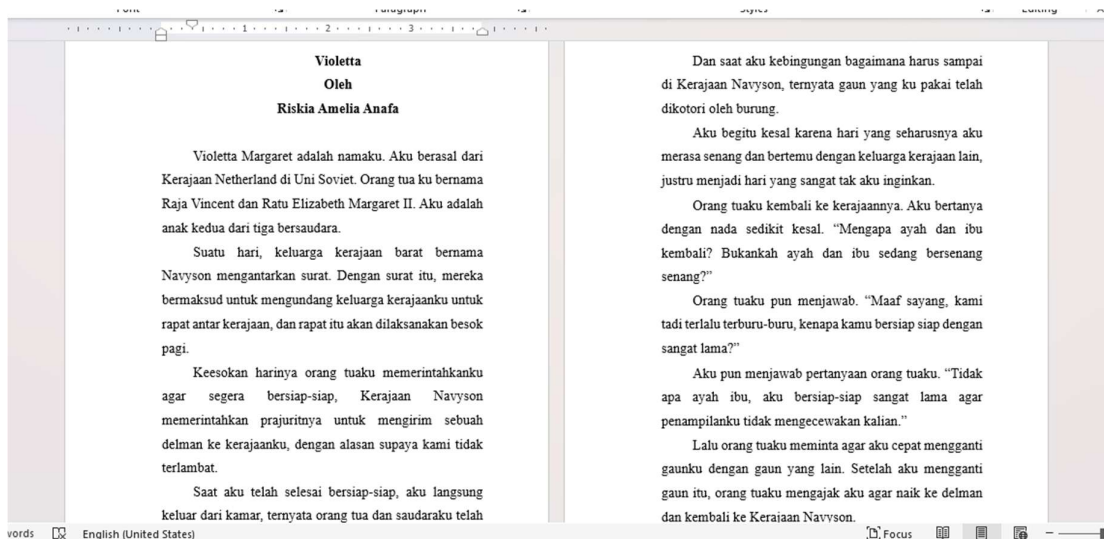 1 2 3
Violetta
Oleh
Riskia Amelia Anafa
Violetta Margaret adalah namaku. Aku berasal dari
Kerajaan Netherland di Uni Soviet. Orang tua ku bernama
Raja Vincent dan Ratu Elizabeth Margaret II. Aku adalah
anak kedua dari tiga bersaudara.
Suatu hari, keluarga kerajaan barat bernama
Navyson mengantarkan surat. Dengan surat itu, mereka
bermaksud untuk mengundang keluarga kerajaanku untuk
rapat antar kerajaan, dan rapat itu akan dilaksanakan besok
pagi.
Keesokan harinya orang tuaku memerintahkanku
agar segera bersiap-siap, Kerajaan Navyson
memerintahkan prajuritnya untuk mengirim sebuah
delman ke kerajaanku, dengan alasan supaya kami tidak
terlambat.
Saat aku telah selesai bersiap-siap, aku langsung
keluar dari kamar, ternyata orang tua dan saudaraku telah
Dan saat aku kebingungan bagaimana harus sampai
di Kerajaan Navyson, ternyata gaun yang ku pakai telah
dikotori oleh burung.
Aku begitu kesal karena hari yang seharusnya aku
merasa senang dan bertemu dengan keluarga kerajaan lain,
justru menjadi hari yang sangat tak aku inginkan.
Orang tuaku kembali ke kerajaannya. Aku bertanya
dengan nada sedikit kesal. “Mengapa ayah dan ibu
kembali? Bukankah ayah dan ibu sedang bersenang
senang?”
Orang tuaku pun menjawab. “Maaf sayang, kami
tadi terlalu terburu-buru, kenapa kamu bersiap siap dengan
sangat lama?”
Aku pun menjawab pertanyaan orang tuaku. “Tidak
apa ayah ibu, aku bersiap-siap sangat lama agar
penampilanku tidak mengecewakan kalian.”
Lalu orang tuaku meminta agar aku cepat mengganti
gaunku dengan gaun yang lain. Setelah aku mengganti
gaun itu, orang tuaku mengajak aku agar naik ke delman
dan kembali ke Kerajaan Navyson.
English (United States)
Focus